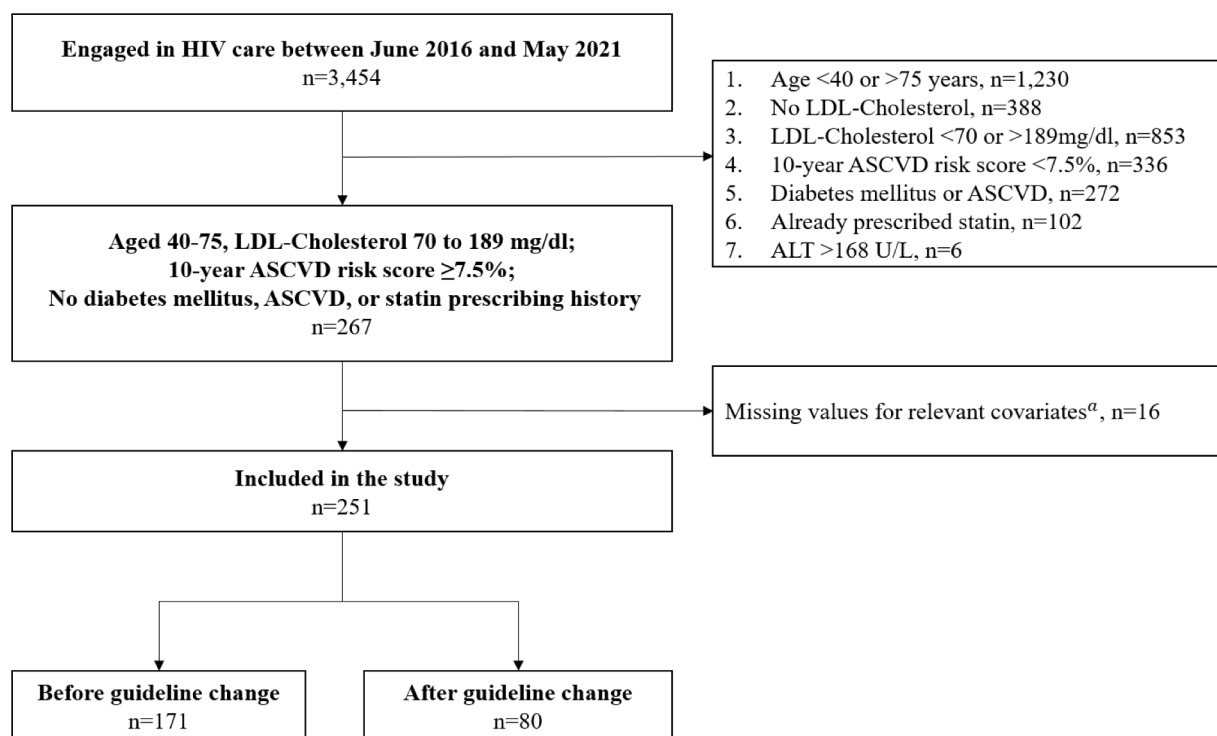 Engaged in HIV care between June 2016 and May 2021
n=3,454
1. Age <40 or >75 years, n=1,230
2. No LDL-Cholesterol, n=388
3. LDL-Cholesterol <70 or >189mg/dl, n=853
4. 10-year ASCVD risk score <7.5%, n=336
5. Diabetes mellitus or ASCVD, n=272
6. Already prescribed statin, n=102
7. ALT >168 U/L, n=6
Aged 40-75, LDL-Cholesterol 70 to 189 mg/dl;
10-year ASCVD risk score ≥7.5%;
No diabetes mellitus, ASCVD, or statin prescribing history
n=267
Missing values for relevant covariatesᵃ, n=16
Included in the study
n=251
Before guideline change
n=171
After guideline change
n=80